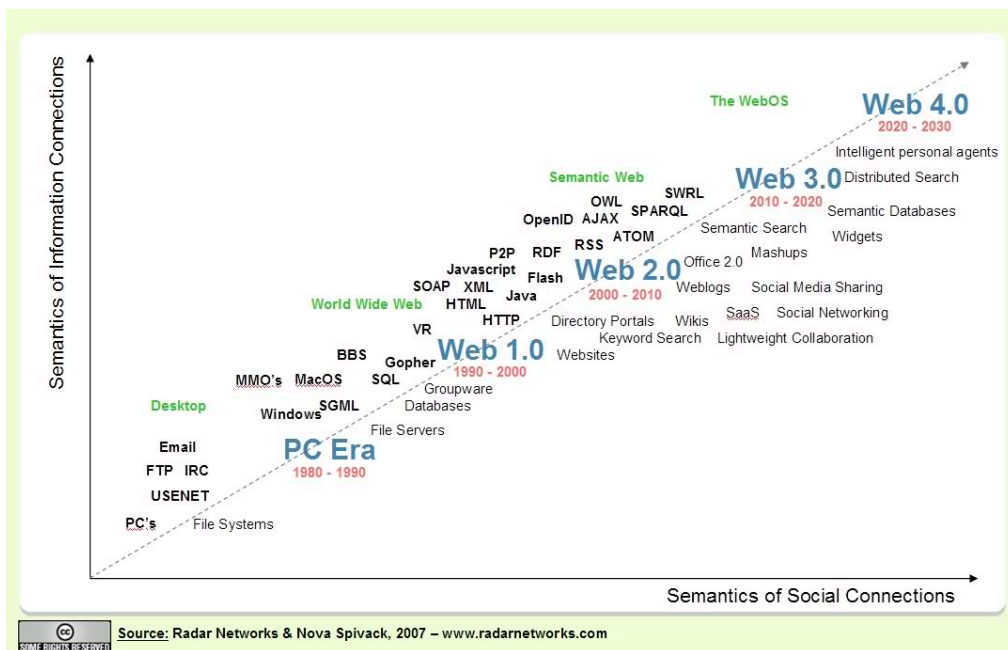 Semantics of Information Connections
The WebOS
Web 4.0
2020 - 2030
Intelligent personal agents
Semantic Web
Web 3.0
Distributed Search
2010 - 2020
SWRL
OWL
SPARQL
Semantic Databases
OpenID
AJAX
Semantic Search
Widgets
ATOM
RSS
Mashups
P2P
RDF
Office 2.0
Javascript
Web 2.0
Flash
SOAP
XML
2000 - 2010
Weblogs
Social Media Sharing
Java
World Wide Web
HTML
SaaS
Social Networking
HTTP
Directory Portals
Wikis
VR
Keyword Search
Lightweight Collaboration
Web 1.0
Websites
BBS
Gopher
1990 - 2000
MMO's
MacOS
SQL
Groupware
Desktop
SGML
Databases
Windows
File Servers
Email
PC Era
1980 - 1990
FTP
IRC
USENET
PC's
File Systems
Semantics of Social Connections
cc
SOME RIGHTS RESERVED
Source: Radar Networks & Nova Spivack, 2007 – www.radarnetworks.com